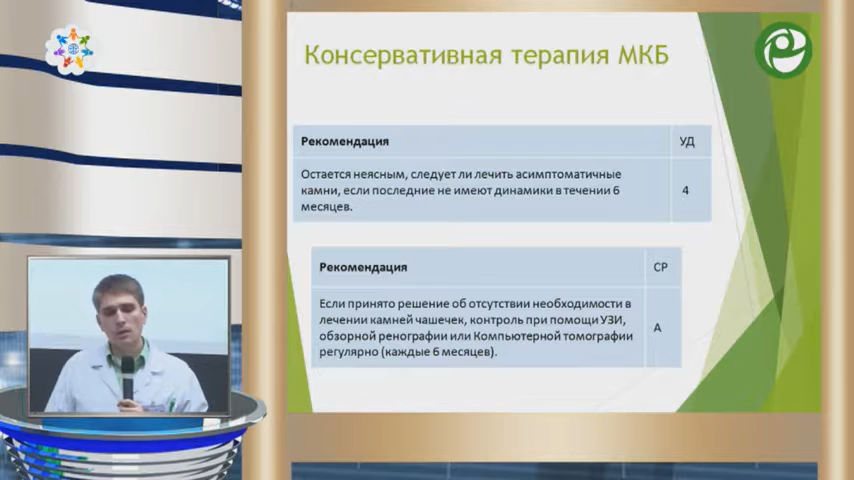 Консервативная терапия МКБ
Рекомендация УД
Остается неясным, следует ли лечить асимптоматичные
камни, если последние не имеют динамики в течении 6 4
месяцев.
Рекомендация СР
Если принято решение об отсутствии необходимости в
лечении камней чашечек, контроль при помощи УЗИ,
обзорной ренографии или Компьютерной томографии А
регулярно (каждые 6 месяцев).